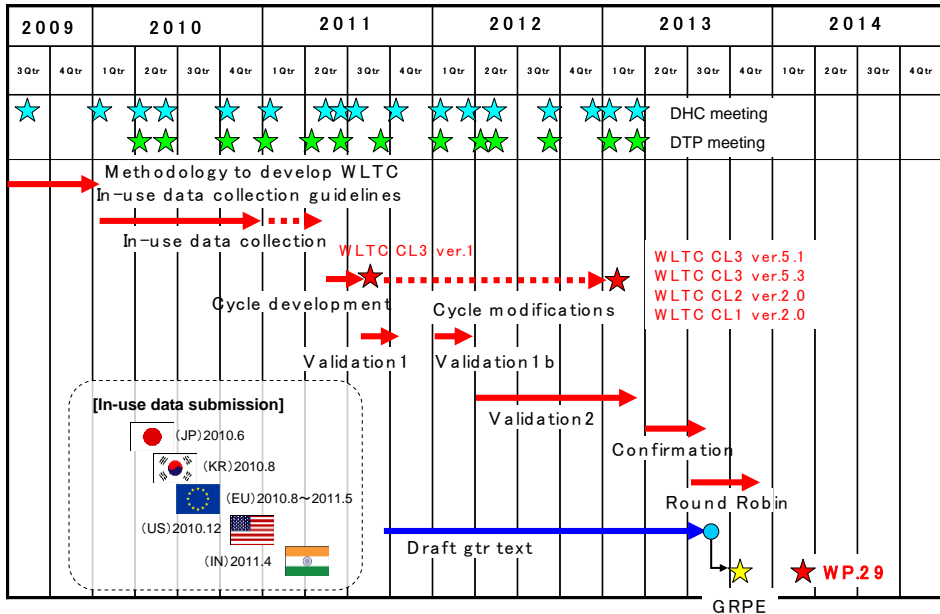 2009 2010 2011 2012 2013 2014
3Qtr 4Qtr 1Qtr 2Qtr 3Qtr 4Qtr 1Qtr 2Qtr 3Qtr 4Qtr 1Qtr 2Qtr 3Qtr 4Qtr 1Qtr 2Qtr 3Qtr 4Qtr 1Qtr 2Qtr 3Qtr 4Qtr
DHC meeting
DTP meeting
Methodology to develop WLTC
In-use data collection guidelines
In-use data collection
WLTC CL3 ver.1
WLTC CL3 ver.5.1
WLTC CL3 ver.5.3
WLTC CL2 ver.2.0
WLTC CL1 ver.2.0
Cycle development
Cycle modifications
Validation1
Validation1b
Validation2
Confirmation
Round Robin
[In-use data submission]
(JP)2010.6
(KR)2010.8
(EU)2010.8～2011.5
(US)2010.12
(IN)2011.4
Draft gtr text
GRPE
WP.29